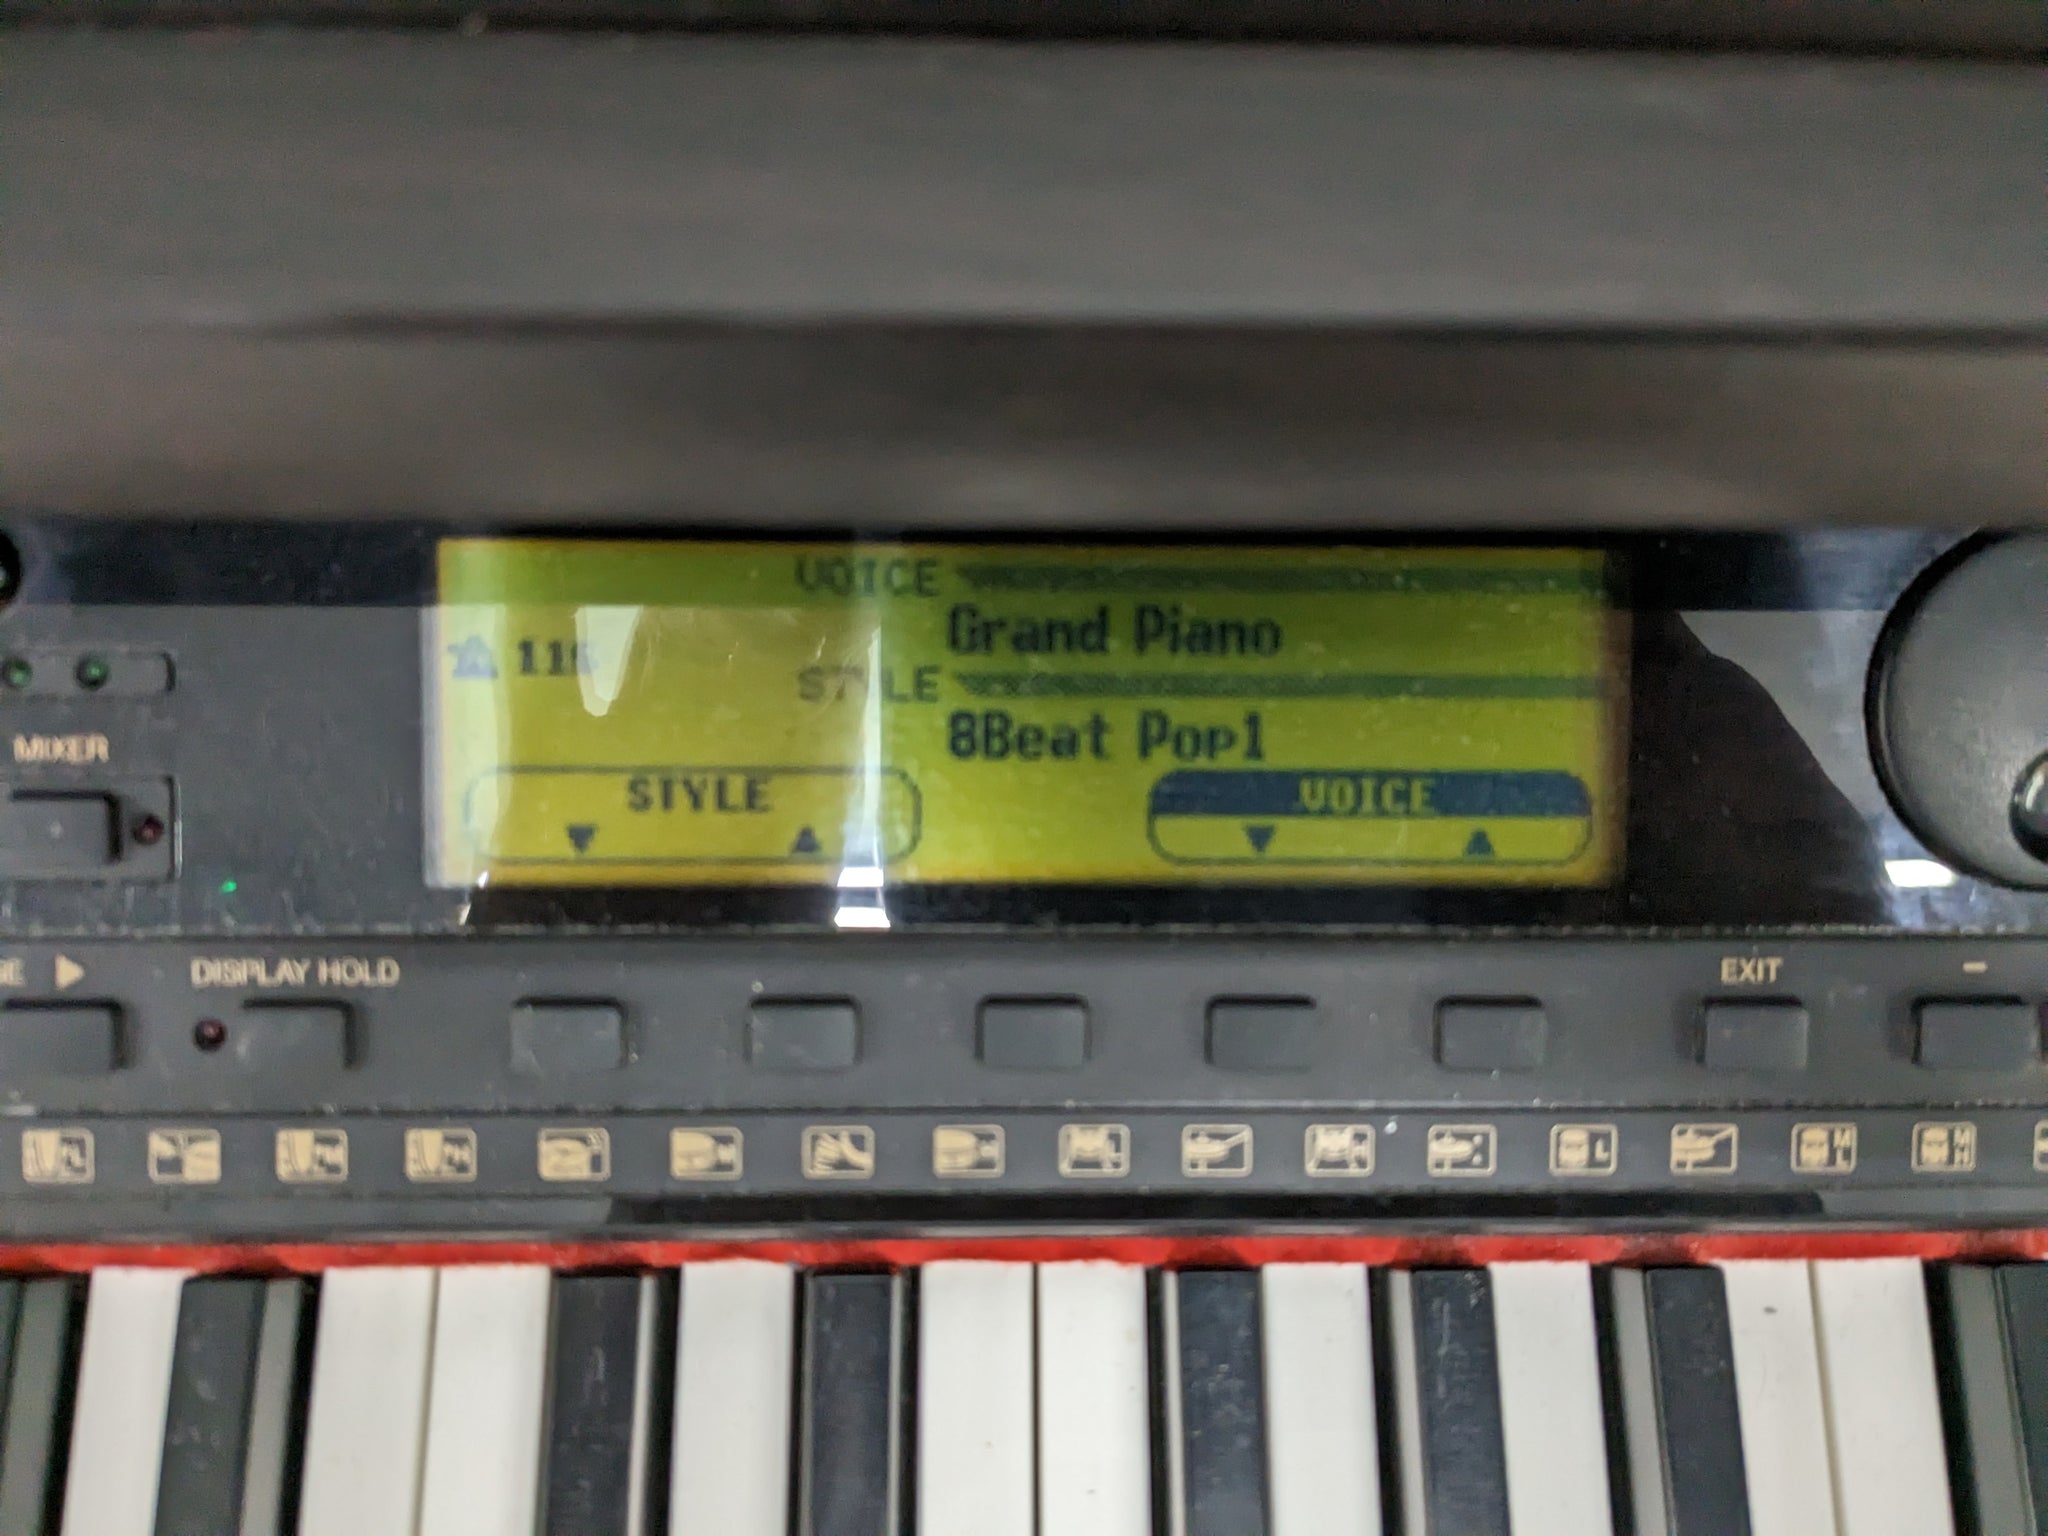 VOICE
Grand Piano
STYLE
8Beat Pop1
STYLE
VOICE
MIXER
DISPLAY HOLD
EXIT